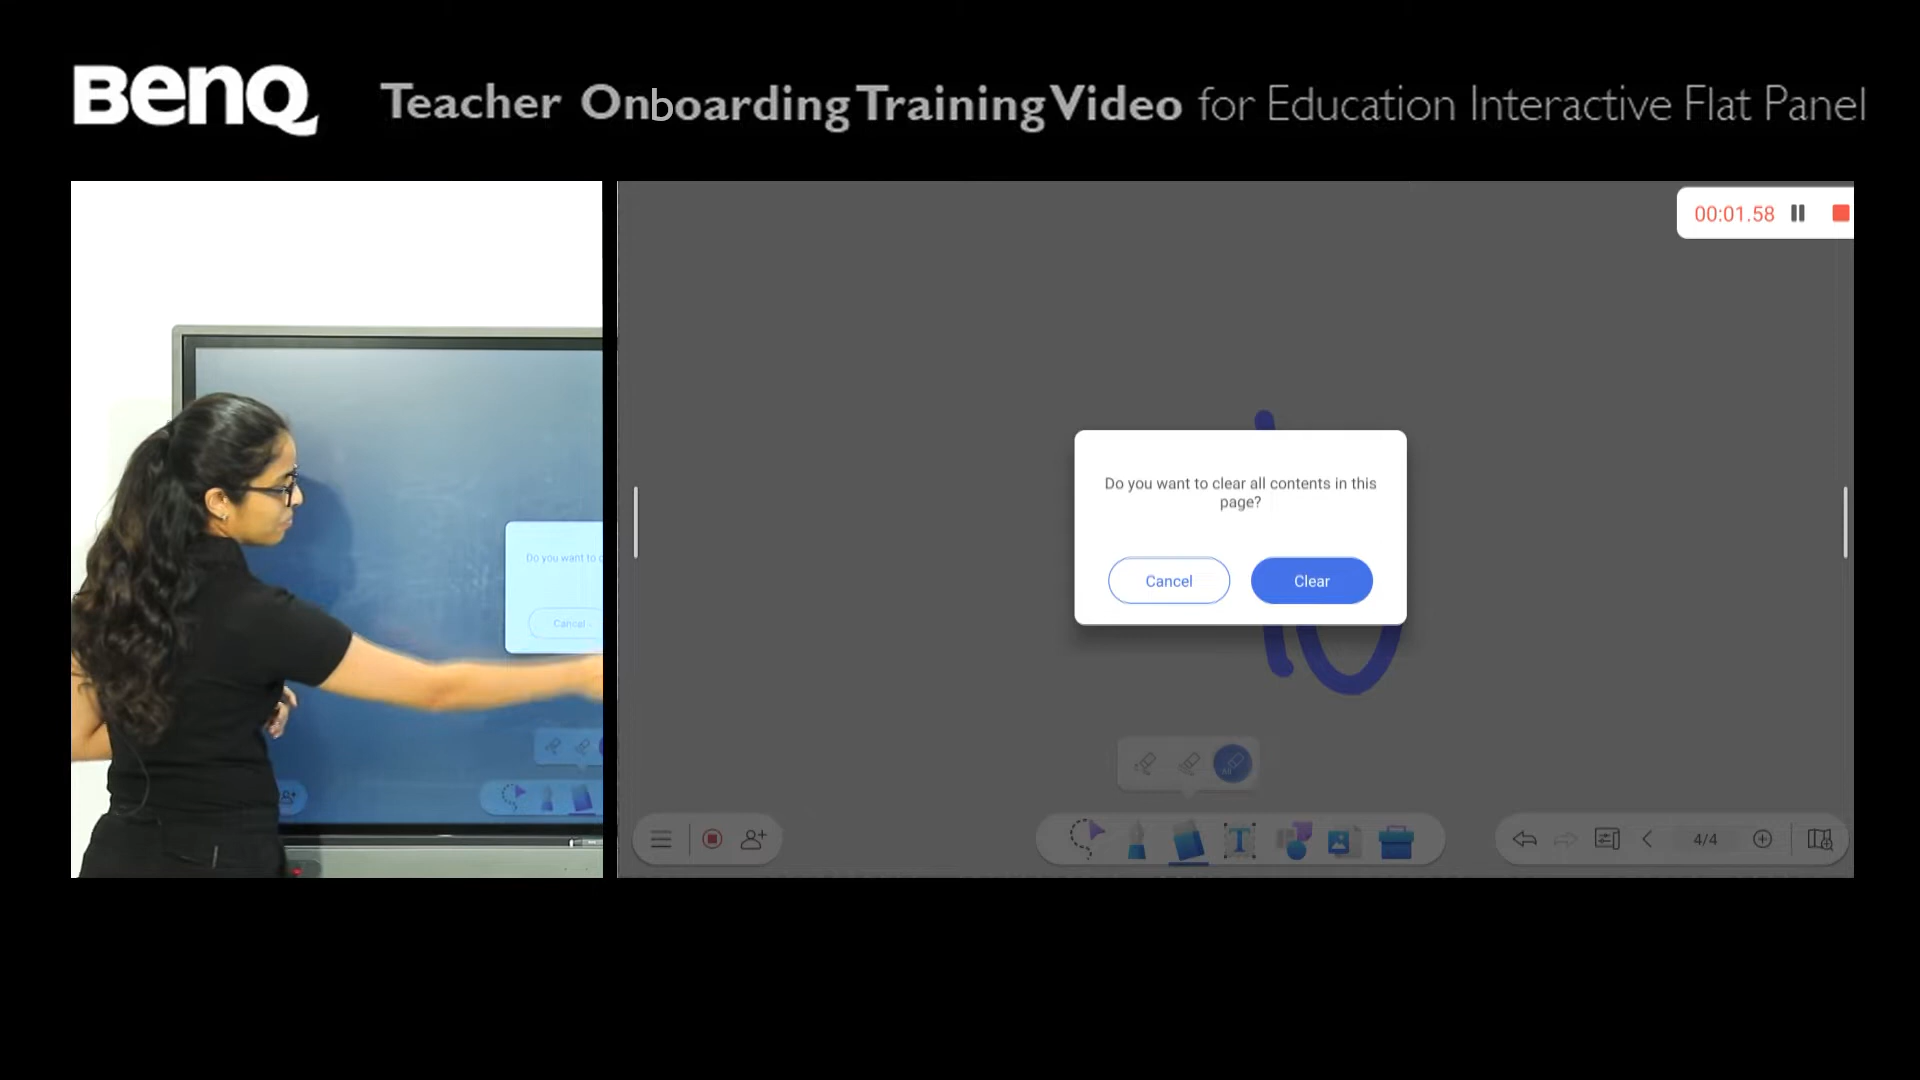 BenQ Teacher Onboarding Training Video for Education Interactive Flat Panel
00:01.58
Do you want to clear all contents in this
page?
Cancel Clear
Do you want to c
Cancel
All
T
4/4